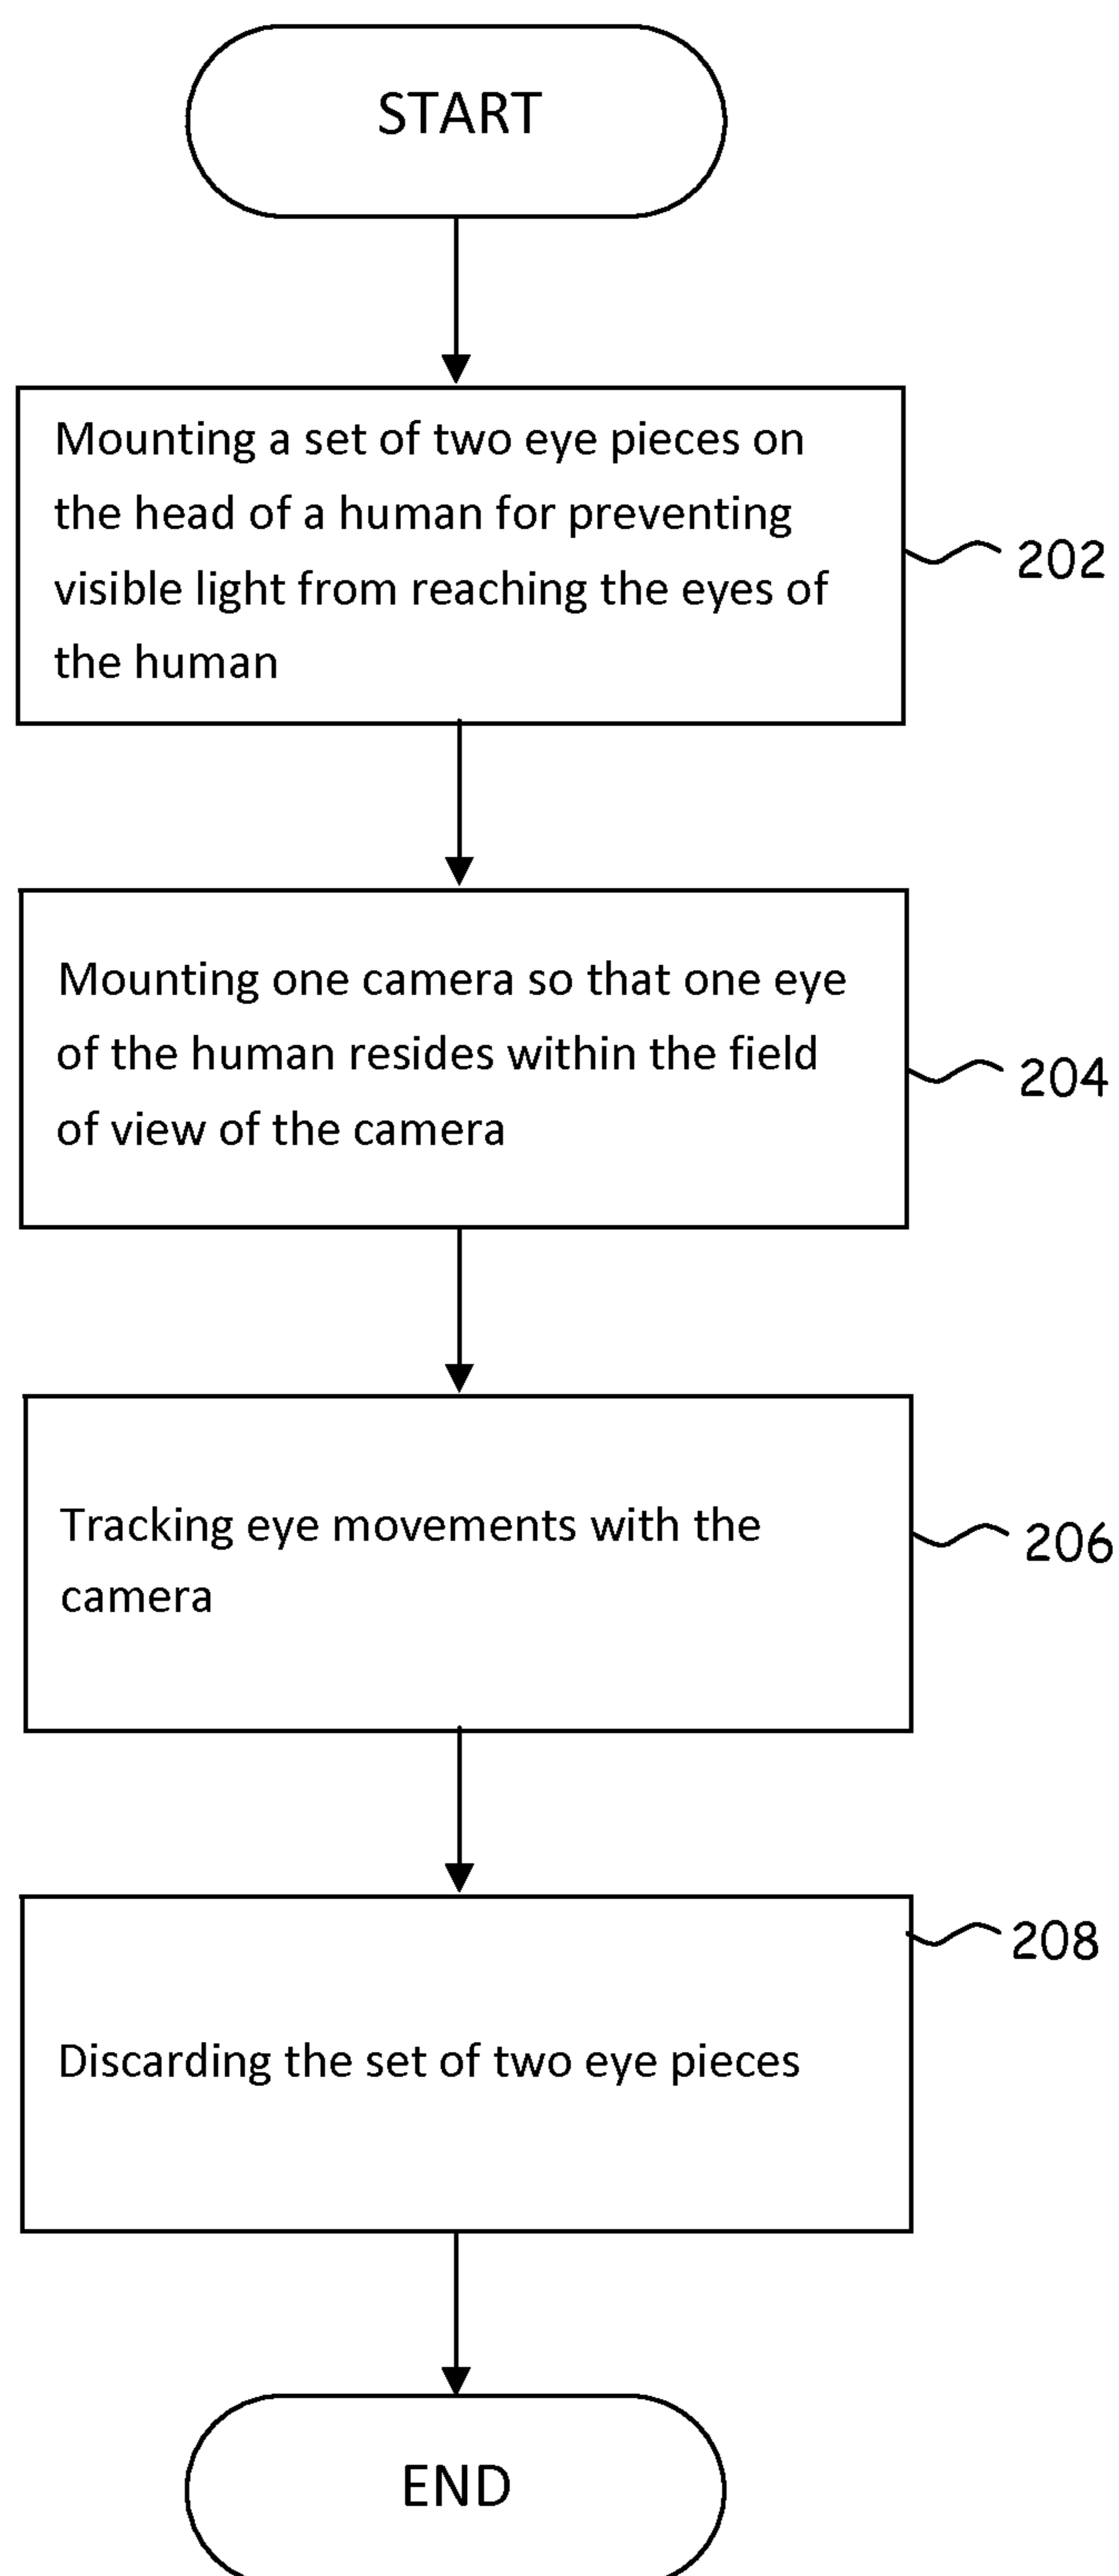 START
Mounting a set of two eye pieces on
the head of a human for preventing
visible light from reaching the eyes of
the human
202
Mounting one camera so that one eye
of the human resides within the field
of view of the camera
204
Tracking eye movements with the
camera
206
Discarding the set of two eye pieces
208
END